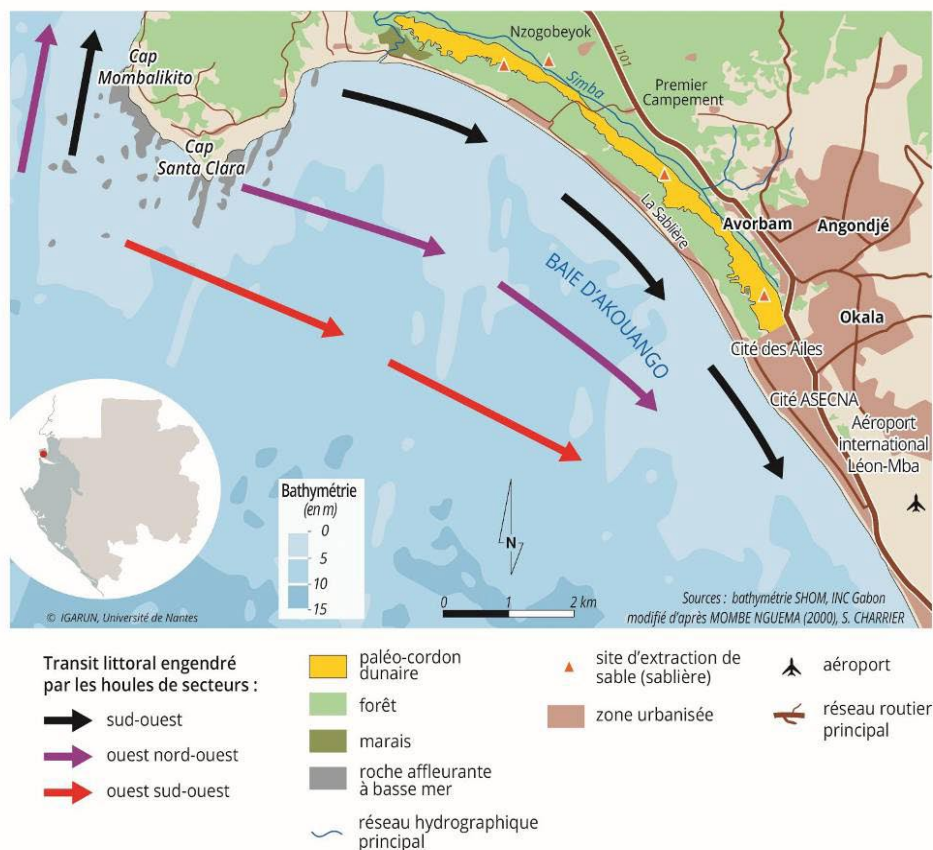 Nzogobeyok
L101
Cap
Mombalikito
Simba
Premier
Campement
Cap
Santa Clara
La Sablière
Avorbam
Angondjé
BAIE D'AKOUANGO
Okala
Cité des Ailes
Cité ASECNA
Aéroport
international
Léon-Mba
Bathymétrie
(en m)
0
5
10
15
N
0 1 2 km
Sources : bathymétrie SHOM, INC Gabon
modifié d'après MOMBE NGUEMA (2000), S. CHARRIER
© IGARUN, Université de Nantes
Transit littoral engendré
par les houles de secteurs :
sud-ouest
ouest nord-ouest
ouest sud-ouest
paléo-cordon
dunaire
forêt
marais
roche affleurante
à basse mer
réseau hydrographique
principal
site d'extraction de
sable (sablière)
zone urbanisée
aéroport
réseau routier
principal